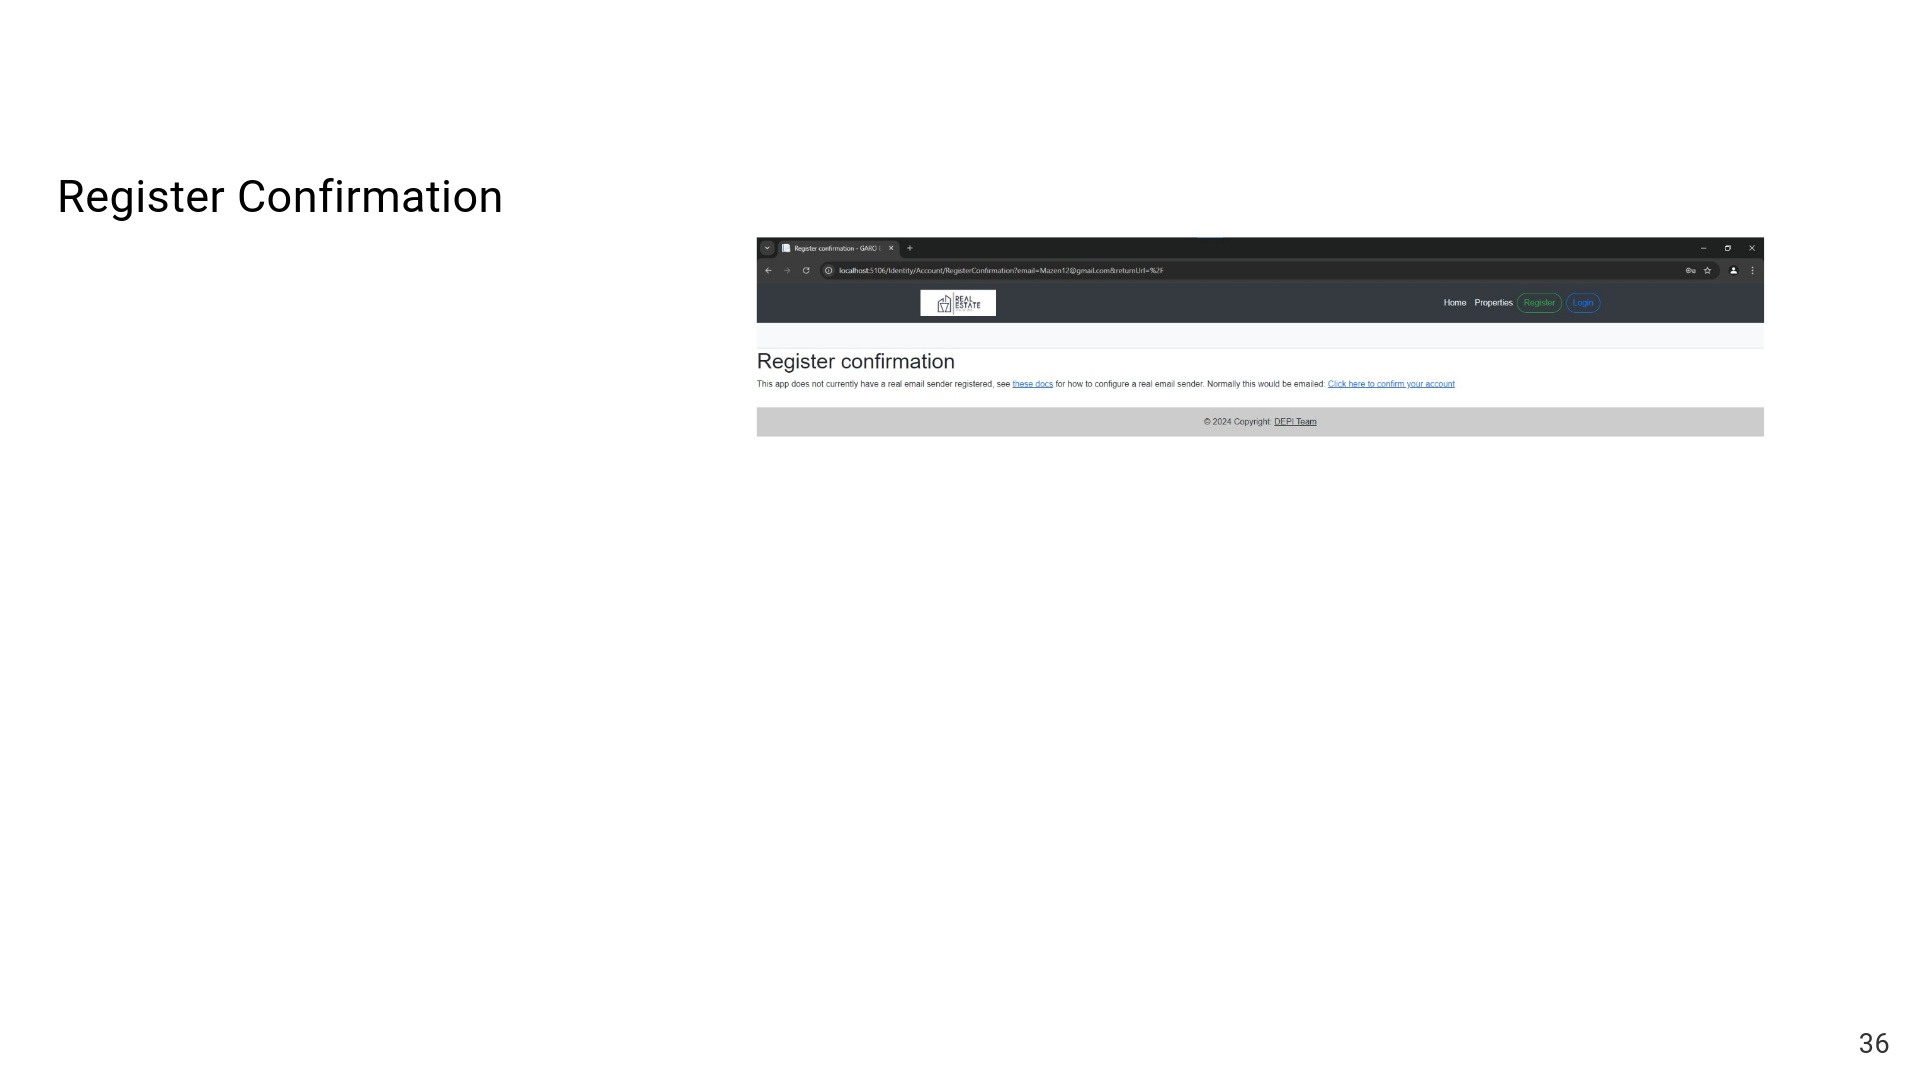 Register Confirmation
Register confirmation - GARO
localhost:5106/Identity/Account/RegisterConfirmation?email=Mazen12@gmail.com&returnUrl=%2F
REAL
ESTATE
Home Properties Register Login
Register confirmation
This app does not currently have a real email sender registered, see these docs for how to configure a real email sender. Normally this would be emailed: Click here to confirm your account
© 2024 Copyright: DEPI Team
36